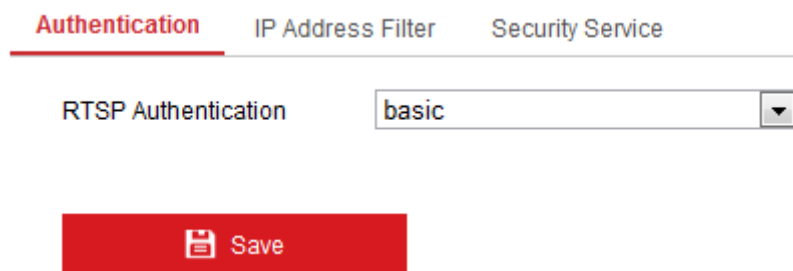 Authentication IP Address Filter Security Service
RTSP Authentication basic
Save